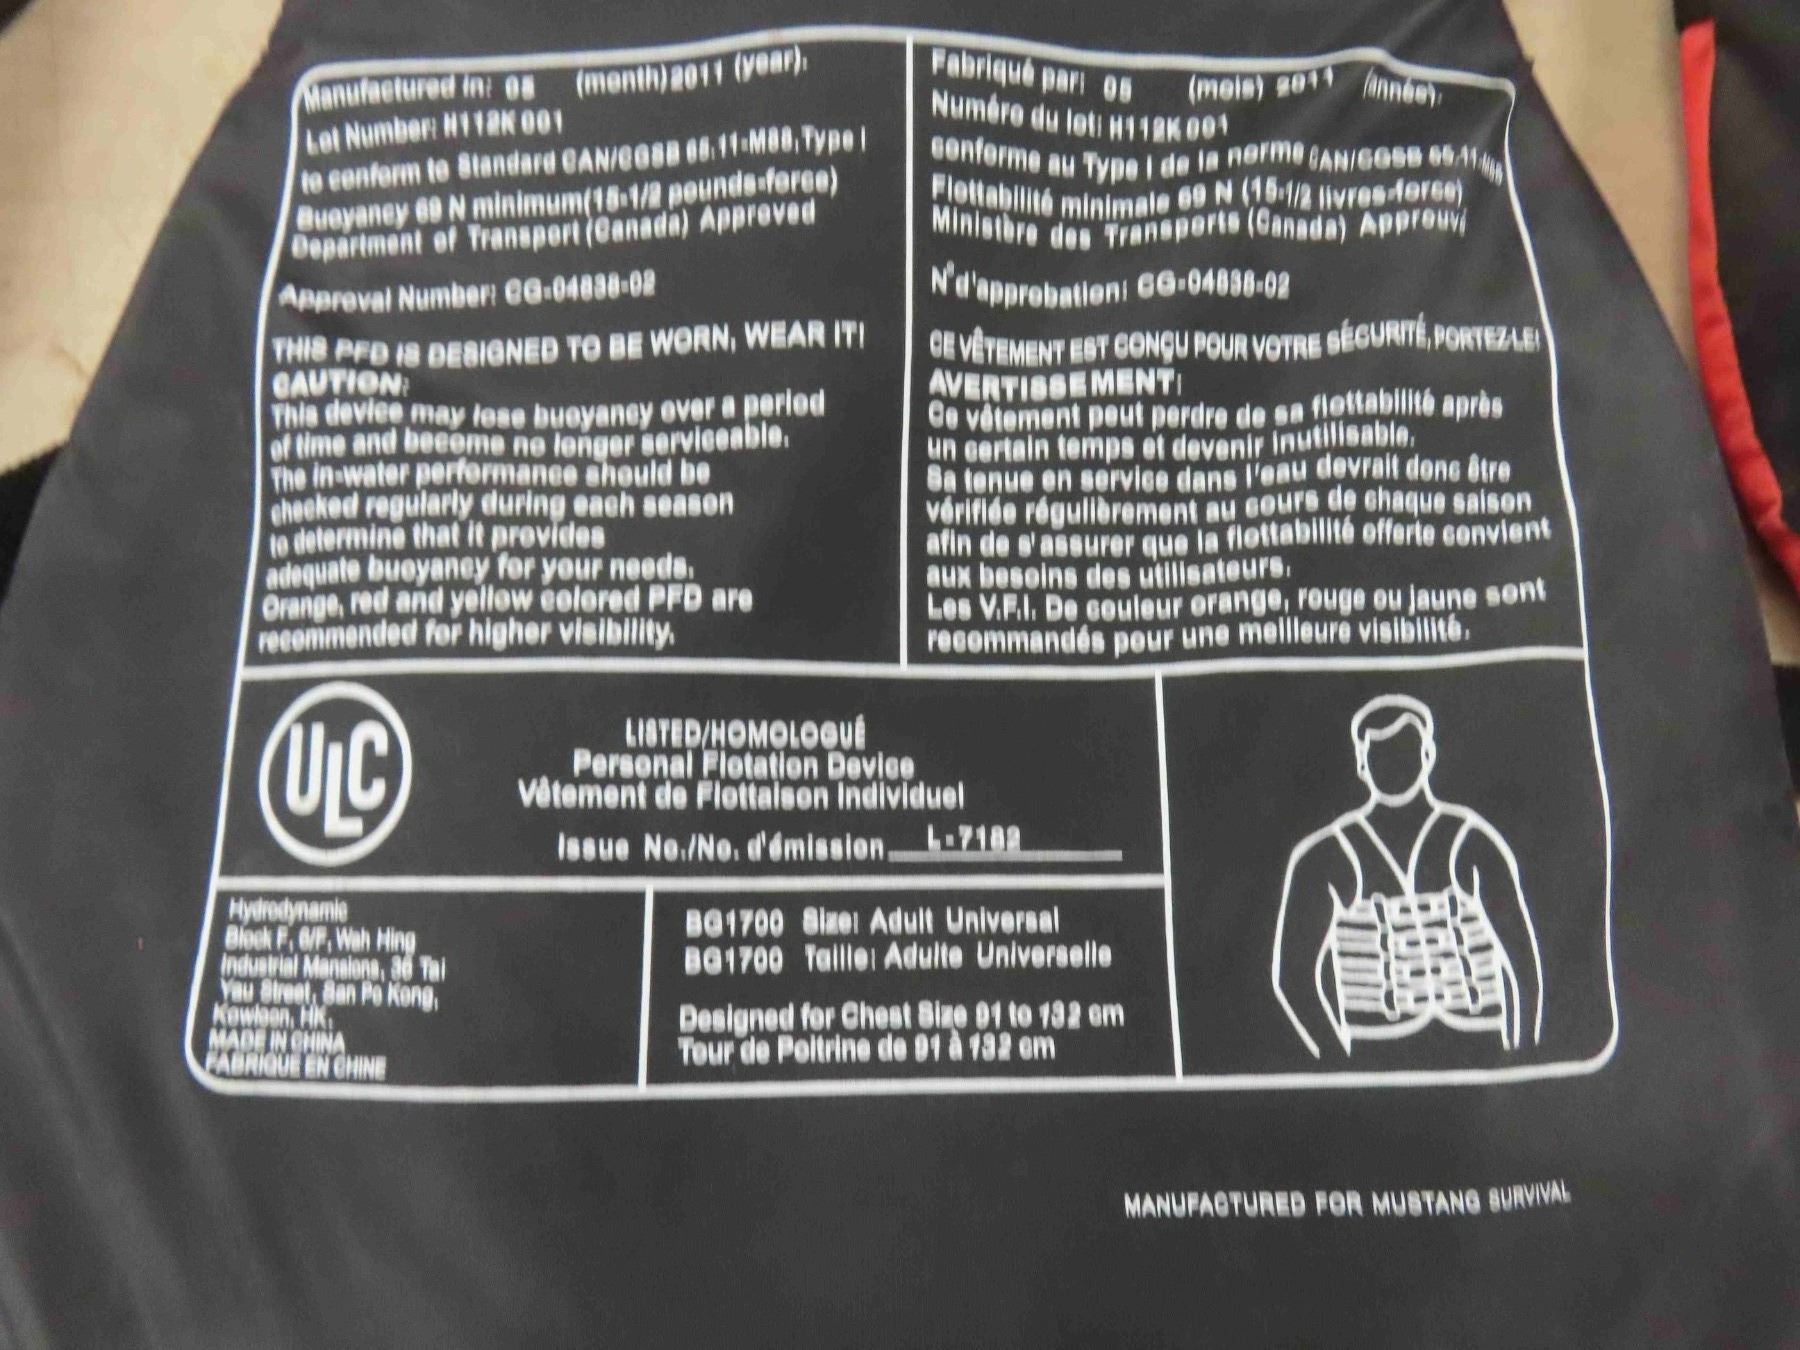 Manufactured in: 05 (month) 2011 (year).
Lot Number: H112K 001
to conform to Standard CAN/CGSB 65.11-M88, Type I
Buoyancy 69 N minimum(15-1/2 pounds-force)
Department of Transport (Canada) Approved
Approval Number: CG-04838-02
THIS PFD IS DESIGNED TO BE WORN, WEAR IT!
CAUTION:
This device may lose buoyancy over a period
of time and become no longer serviceable.
The in-water performance should be
checked regularly during each season
to determine that it provides
adequate buoyancy for your needs.
Orange, red and yellow colored PFD are
recommended for higher visibility.
Fabriqué par: 05 (mois) 2011 (année).
Numéro du lot: H112K 001
conforme au Type I de la norme CAN/CGSB 65.11-M88
Flottabilité minimale 69 N (15-1/2 livres-force)
Ministère des Transports (Canada) Approuvé
N° d'approbation: CG-04838-02
CE VÊTEMENT EST CONÇU POUR VOTRE SÉCURITÉ, PORTEZ-LE!
AVERTISSEMENT:
Ce vêtement peut perdre de sa flottabilité après
un certain temps et devenir inutilisable.
Sa tenue en service dans l'eau devrait donc être
vérifiée régulièrement au cours de chaque saison
afin de s'assurer que la flottabilité offerte convient
aux besoins des utilisateurs.
Les V.F.I. De couleur orange, rouge ou jaune sont
recommandés pour une meilleure visibilité.
ULC
LISTED/HOMOLOGUÉ
Personal Flotation Device
Vêtement de Flottaison Individuel
Issue No./No. d'émission L-7182
Hydrodynamic
Block F, 6/F, Wah Hing
Industrial Mansions, 36 Tai
Yau Street, San Po Kong,
Kowloon, HK.
MADE IN CHINA
FABRIQUE EN CHINE
BG1700 Size: Adult Universal
BG1700 Taille: Adulte Universelle
Designed for Chest Size 91 to 132 cm
Tour de Poitrine de 91 à 132 cm
MANUFACTURED FOR MUSTANG SURVIVAL